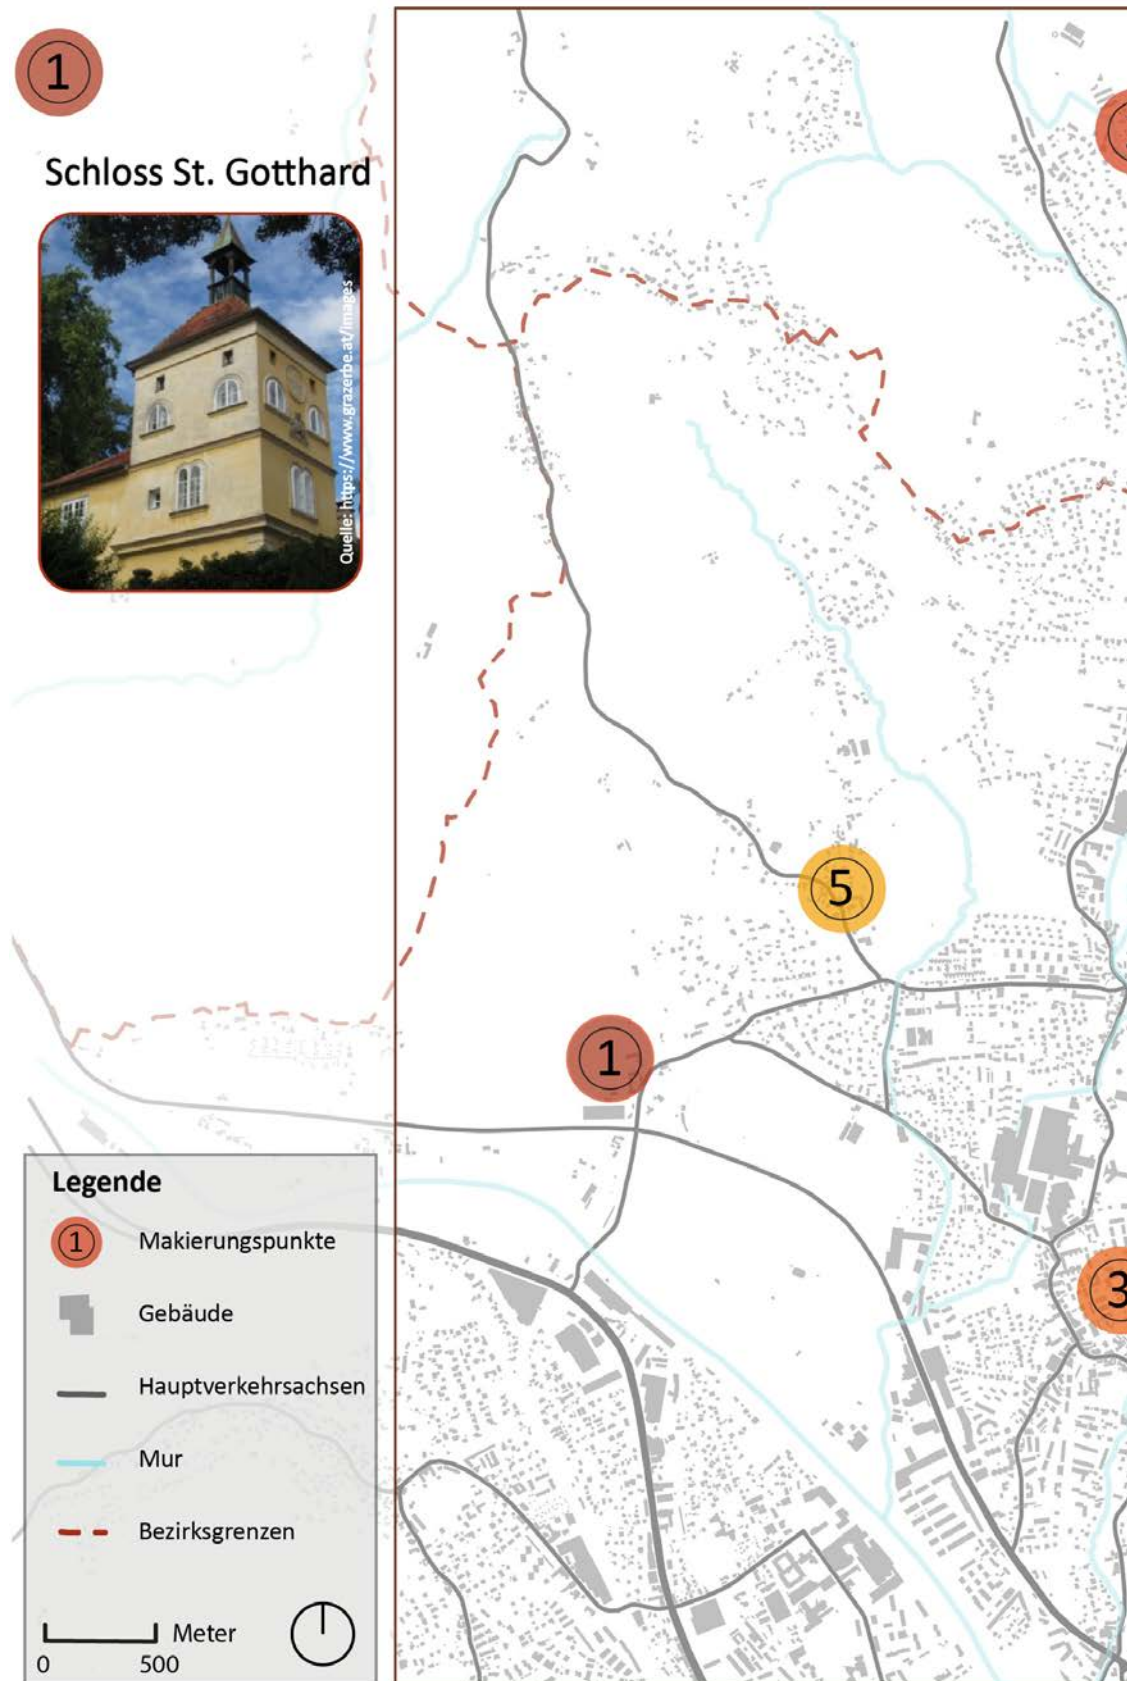 1
Schloss St. Gotthard
Quelle: https://www.grazerbe.at/images
5
1
3
Legende
1
Makierungspunkte
Gebäude
Hauptverkehrsachsen
Mur
Bezirksgrenzen
Meter
0 500